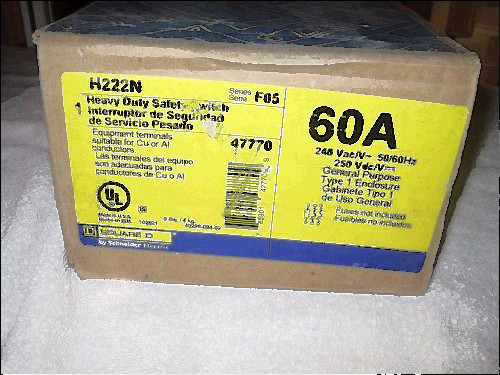 H222N
Series
Serie F05
1 Heavy Duty Safety Switch
Interruptor de Seguridad
de Servicio Pesado
Equipment terminals
suitable for Cu or Al
conductors.
Las terminales del equipo
son adecuadas para
conductores de Cu o Al
47770
UL
Made in U.S.A.
SQUARE D
by Schneider Electric
60A
240 Vac/V~ 50/60Hz
250 Vdc/V
General Purpose
Type 1 Enclosure
Gabinete Tipo 1
de Uso General
Fuses not included
Fusibles no incluidos.